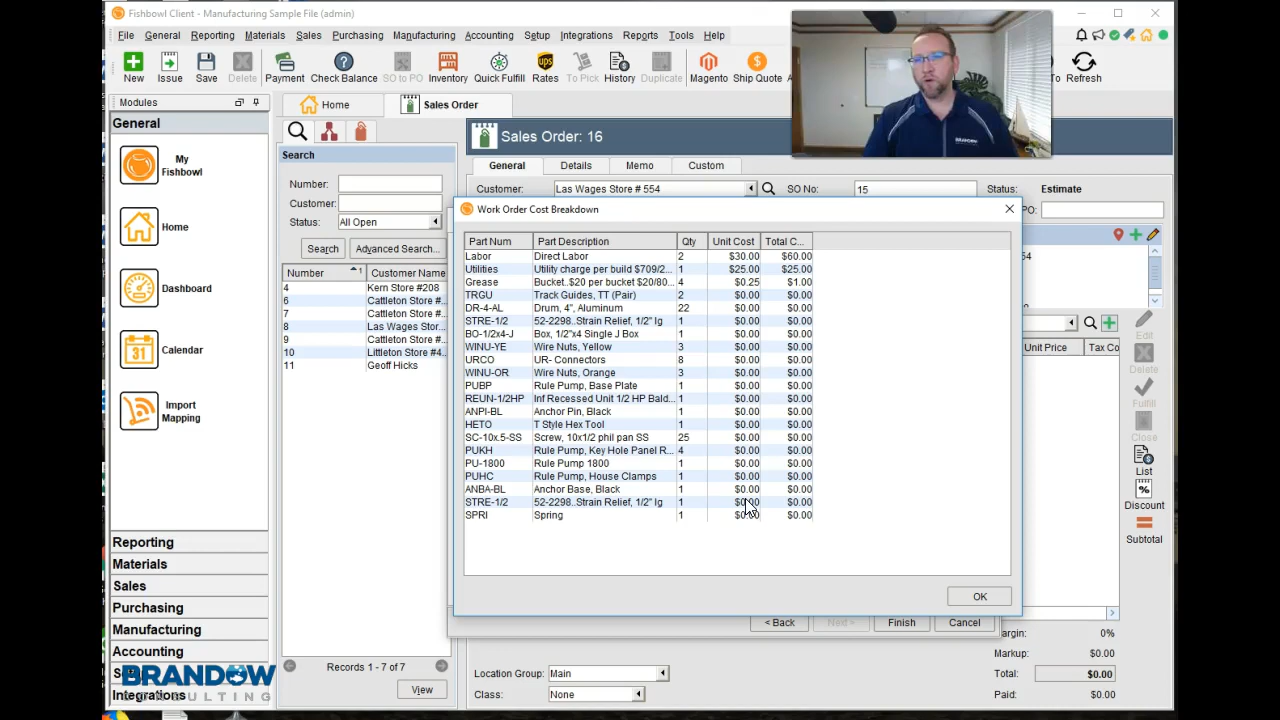 Fishbowl Client - Manufacturing Sample File (admin)
File General Reporting Materials Sales Purchasing Manufacturing Accounting Setup Integrations Reports Tools Help
New Issue Save Delete Payment Check Balance SO to PO Inventory Quick Fulfill Rates To Pick History Duplicate Magento Ship Quote Refresh
Modules
General
My Fishbowl
Home
Dashboard
Calendar
Import Mapping
Reporting
Materials
Sales
Purchasing
Manufacturing
Accounting
Integrations
BRANDOW
CONSULTING
Home Sales Order
Search
Number:
Customer:
Status: All Open
Search Advanced Search...
Number 1 Customer Name
4 Kern Store #208
6 Cattleton Store #...
7 Cattleton Store #...
8 Las Wages Stor...
9 Cattleton Store #...
10 Littleton Store #4...
11 Geoff Hicks
Records 1 - 7 of 7
View
Sales Order: 16
BRANDOW
General Details Memo Custom
Customer: Las Wages Store # 554 SO No: 15 Status: Estimate
PO:
54
Work Order Cost Breakdown
Part Num Part Description Qty Unit Cost Total C...
Labor Direct Labor 2 $30.00 $60.00
Utilities Utility charge per build $709/2... 1 $25.00 $25.00
Grease Bucket..$20 per bucket $20/80... 4 $0.25 $1.00
TRGU Track Guides, TT (Pair) 2 $0.00 $0.00
DR-4-AL Drum, 4", Aluminum 22 $0.00 $0.00
STRE-1/2 52-2298..Strain Relief, 1/2" lg 1 $0.00 $0.00
BO-1/2x4-J Box, 1/2"x4 Single J Box 1 $0.00 $0.00
WINU-YE Wire Nuts, Yellow 3 $0.00 $0.00
URCO UR- Connectors 8 $0.00 $0.00
WINU-OR Wire Nuts, Orange 3 $0.00 $0.00
PUBP Rule Pump, Base Plate 1 $0.00 $0.00
REUN-1/2HP Inf Recessed Unit 1/2 HP Bald... 1 $0.00 $0.00
ANPI-BL Anchor Pin, Black 1 $0.00 $0.00
HETO T Style Hex Tool 1 $0.00 $0.00
SC-10x.5-SS Screw, 10x1/2 phil pan SS 25 $0.00 $0.00
PUKH Rule Pump, Key Hole Panel R... 4 $0.00 $0.00
PU-1800 Rule Pump 1800 1 $0.00 $0.00
PUHC Rule Pump, House Clamps 1 $0.00 $0.00
ANBA-BL Anchor Base, Black 1 $0.00 $0.00
STRE-1/2 52-2298..Strain Relief, 1/2" lg 1 $0.00 $0.00
SPRI Spring 1 $0.00 $0.00
OK
< Back Next > Finish Cancel
Unit Price Tax Co
Edit
Delete
Fulfill
Close
List
Discount
Subtotal
Location Group: Main
Class: None
argin: 0%
Markup: $0.00
Total: $0.00
Paid: $0.00